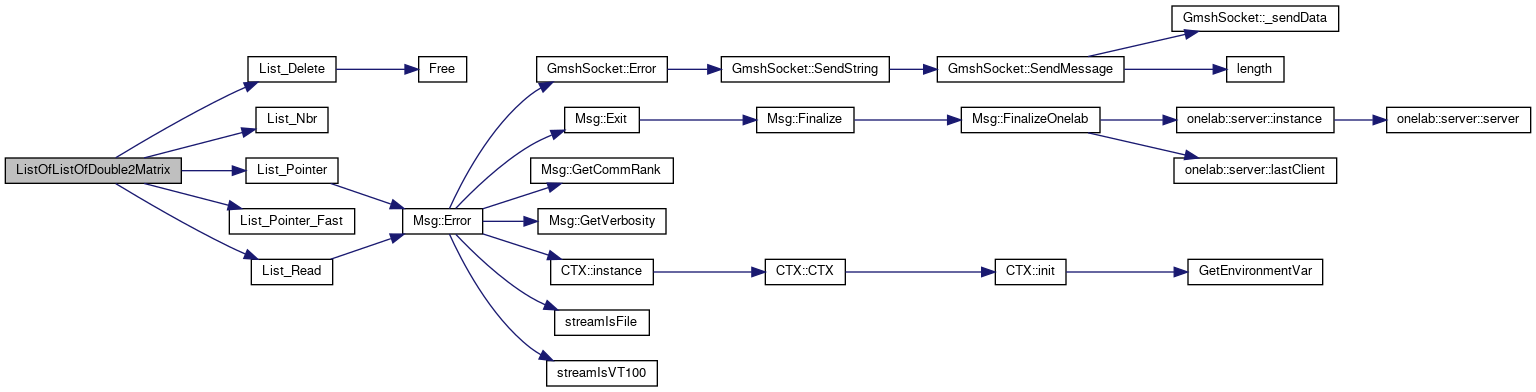 ListOfListOfDouble2Matrix
List_Delete
Free
List_Nbr
List_Pointer
List_Pointer_Fast
List_Read
Msg::Error
GmshSocket::Error
GmshSocket::SendString
GmshSocket::SendMessage
GmshSocket::_sendData
length
Msg::Exit
Msg::Finalize
Msg::FinalizeOnelab
onelab::server::instance
onelab::server::server
onelab::server::lastClient
Msg::GetCommRank
Msg::GetVerbosity
CTX::instance
CTX::CTX
CTX::init
GetEnvironmentVar
streamIsFile
streamIsVT100